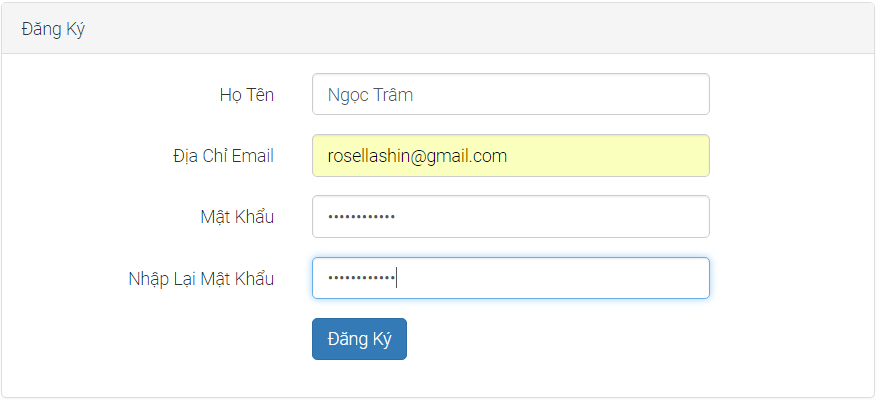 Đăng Ký
Họ Tên Ngọc Trâm
Địa Chỉ Email rosellashin@gmail.com
Mật Khẩu ••••••••••••
Nhập Lại Mật Khẩu ••••••••••••
Đăng Ký